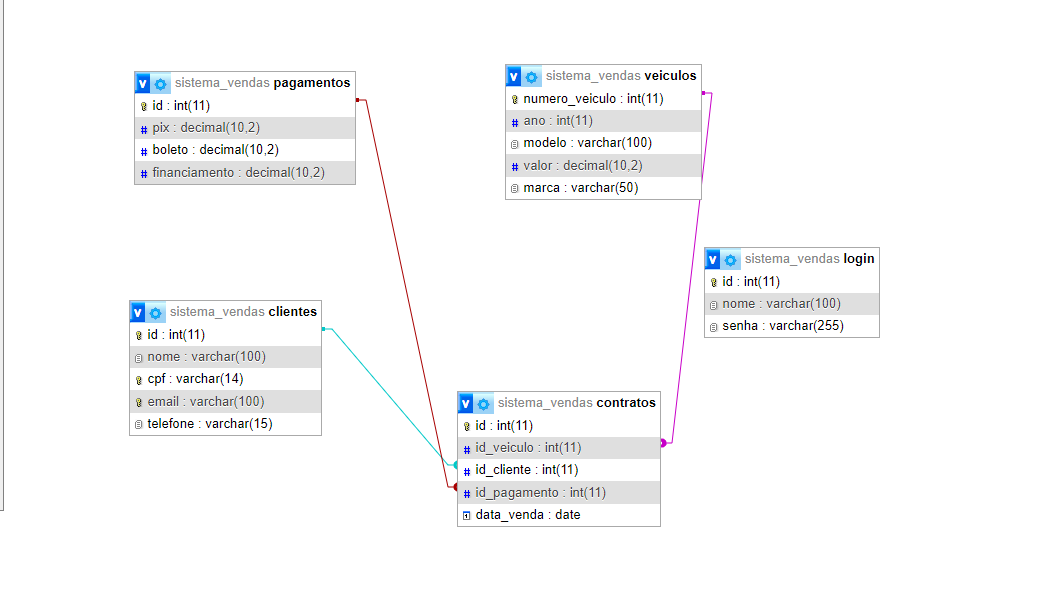 sistema_vendas pagamentos
id : int(11)
pix : decimal(10,2)
boleto : decimal(10,2)
financiamento : decimal(10,2)
sistema_vendas veiculos
numero_veiculo : int(11)
ano : int(11)
modelo : varchar(100)
valor : decimal(10,2)
marca : varchar(50)
sistema_vendas login
id : int(11)
nome : varchar(100)
senha : varchar(255)
sistema_vendas clientes
id : int(11)
nome : varchar(100)
cpf : varchar(14)
email : varchar(100)
telefone : varchar(15)
sistema_vendas contratos
id : int(11)
id_veiculo : int(11)
id_cliente : int(11)
id_pagamento : int(11)
data_venda : date